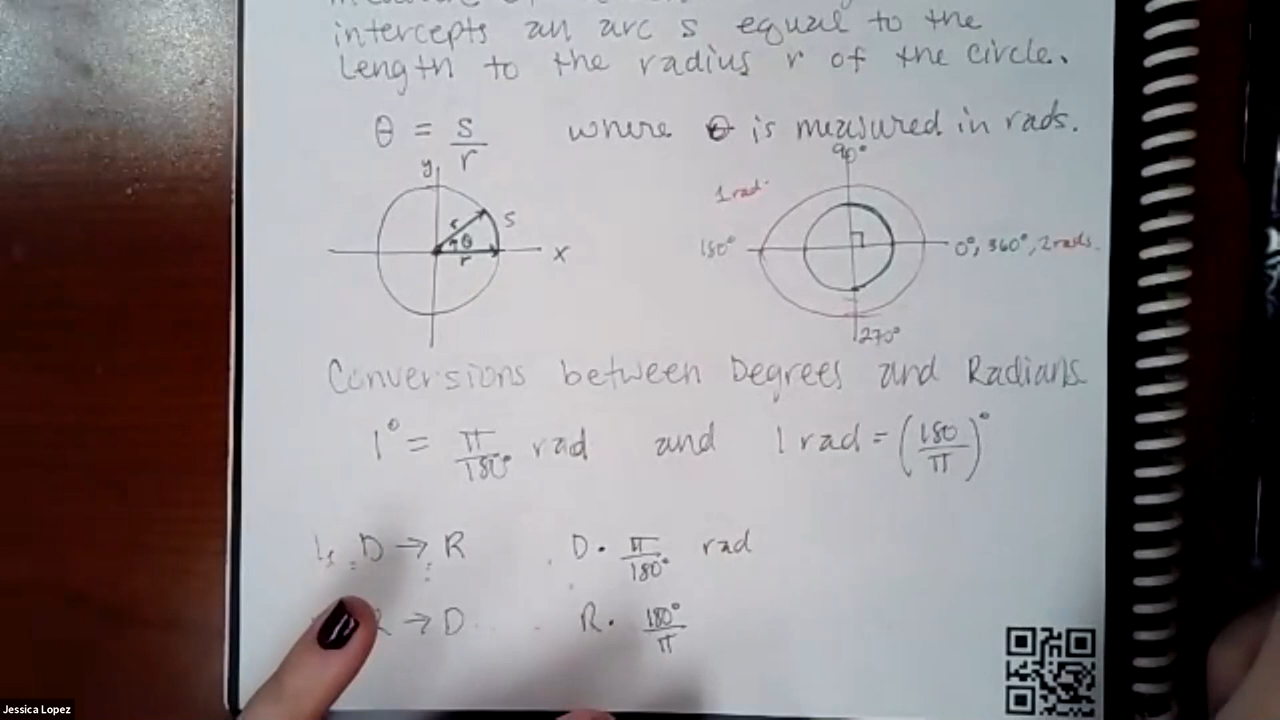 intercepts an arc s equal to the
length to the radius r of the circle.
θ = s/r where θ is measured in rads.
y
r
s
θ
r
x
90°
1 rad
180°
0°, 360°, 2 rads.
270°
Conversions between Degrees and Radians
1° = π/180° rad and 1 rad = (180/π)°
D → R D · π/180° rad
R → D R · 180°/π
Jessica Lopez